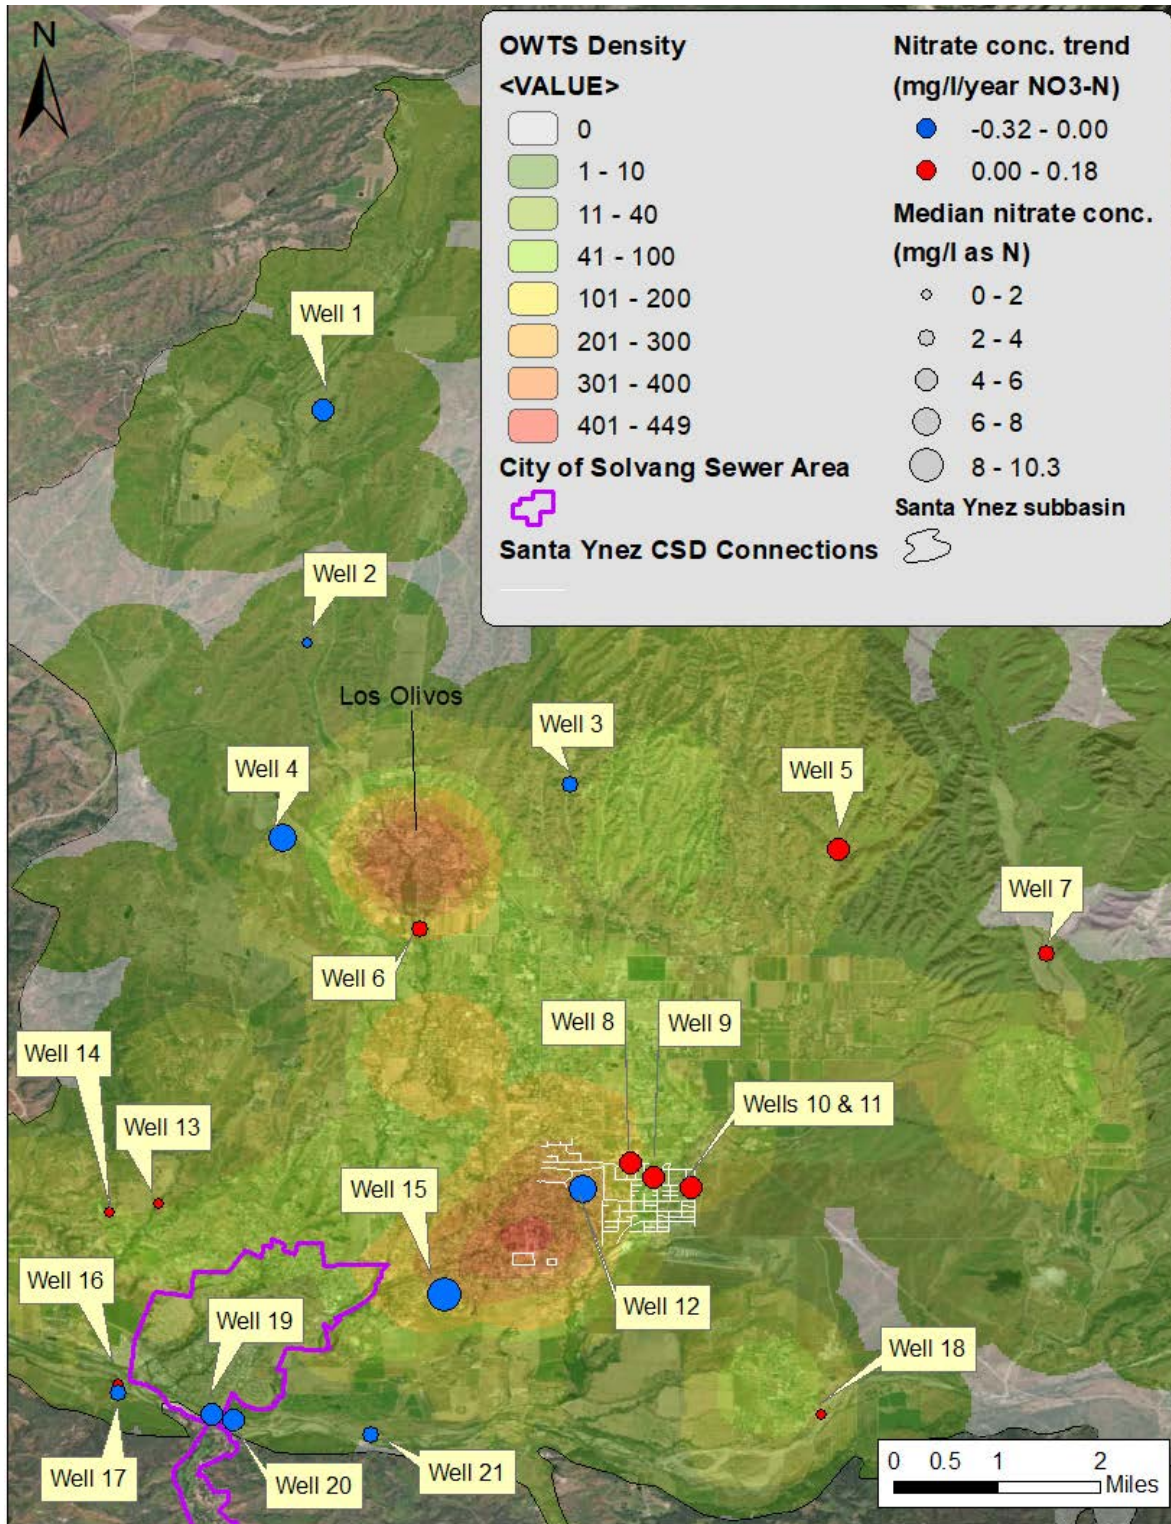 N
OWTS Density
<VALUE>
0
1 - 10
11 - 40
41 - 100
101 - 200
201 - 300
301 - 400
401 - 449
City of Solvang Sewer Area
Santa Ynez CSD Connections
Nitrate conc. trend
(mg/l/year NO3-N)
-0.32 - 0.00
0.00 - 0.18
Median nitrate conc.
(mg/l as N)
0 - 2
2 - 4
4 - 6
6 - 8
8 - 10.3
Santa Ynez subbasin
Well 1
Well 2
Los Olivos
Well 3
Well 4
Well 5
Well 7
Well 6
Well 8
Well 9
Well 14
Wells 10 & 11
Well 13
Well 15
Well 16
Well 12
Well 19
Well 18
Well 17
Well 20
Well 21
0 0.5 1 2
Miles